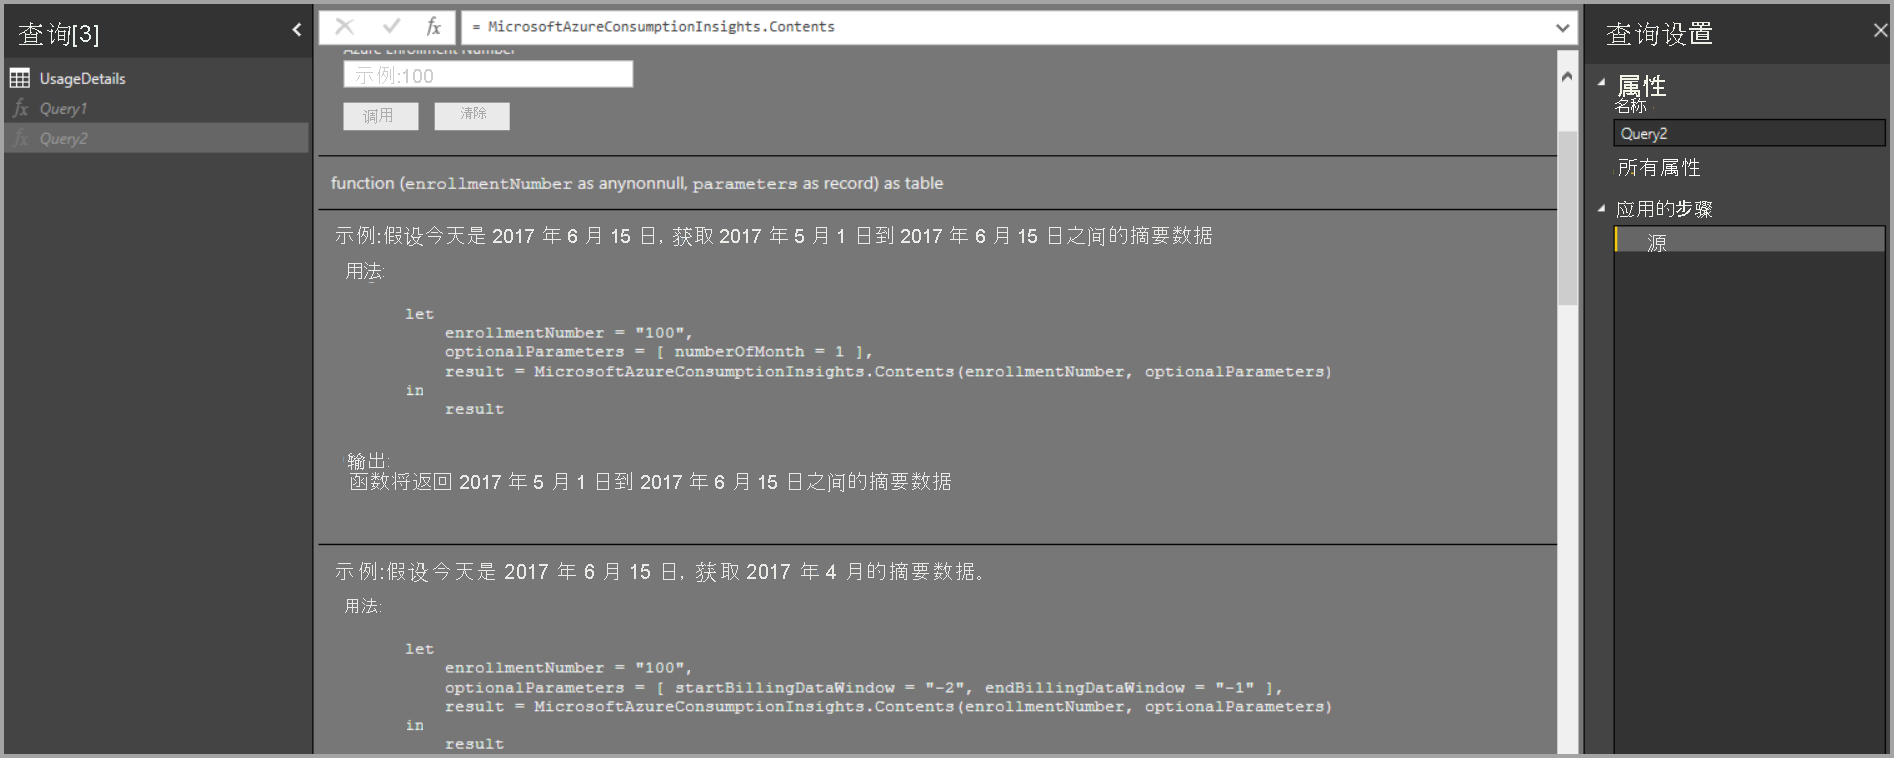 查询[3]
UsageDetails
Query1
Query2
fx = MicrosoftAzureConsumptionInsights.Contents
Azure Enrollment Number
示例:100
调用 清除
function (enrollmentNumber as anynonnull, parameters as record) as table
示例:假设今天是 2017 年 6 月 15 日, 获取 2017 年 5 月 1 日到 2017 年 6 月 15 日之间的摘要数据
用法:
let
enrollmentNumber = "100",
optionalParameters = [ numberOfMonth = 1 ],
result = MicrosoftAzureConsumptionInsights.Contents(enrollmentNumber, optionalParameters)
in
result
输出:
函数将返回 2017 年 5 月 1 日到 2017 年 6 月 15 日之间的摘要数据
示例:假设今天是 2017 年 6 月 15 日, 获取 2017 年 4 月的摘要数据。
用法:
let
enrollmentNumber = "100",
optionalParameters = [ startBillingDataWindow = "-2", endBillingDataWindow = "-1" ],
result = MicrosoftAzureConsumptionInsights.Contents(enrollmentNumber, optionalParameters)
in
result
查询设置
属性
名称
Query2
所有属性
应用的步骤
源